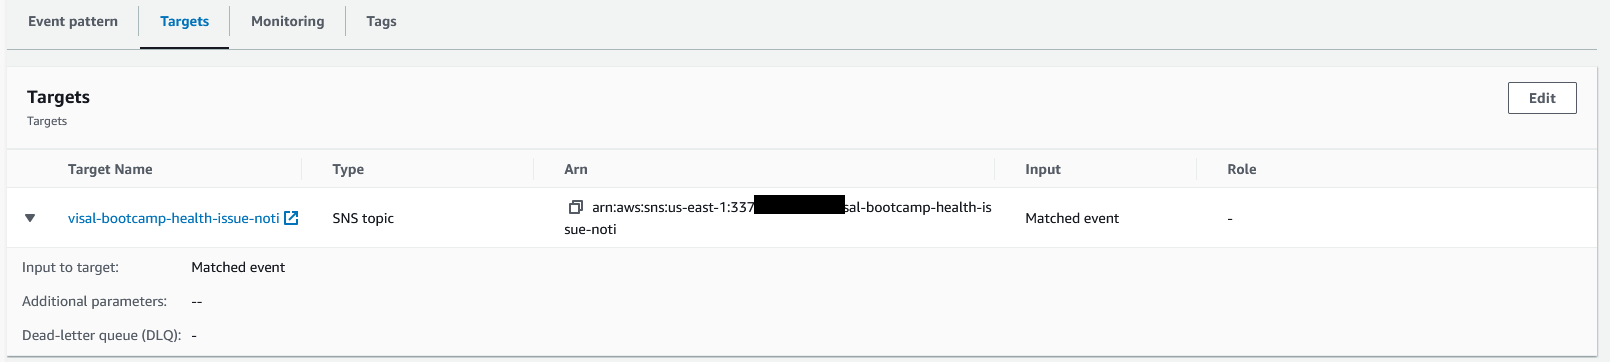 Event pattern Targets Monitoring Tags
Targets
Edit
Targets
Target Name Type Arn Input Role
visal-bootcamp-health-issue-noti SNS topic arn:aws:sns:us-east-1:337 sal-bootcamp-health-is Matched event -
sue-noti
Input to target: Matched event
Additional parameters: --
Dead-letter queue (DLQ): -